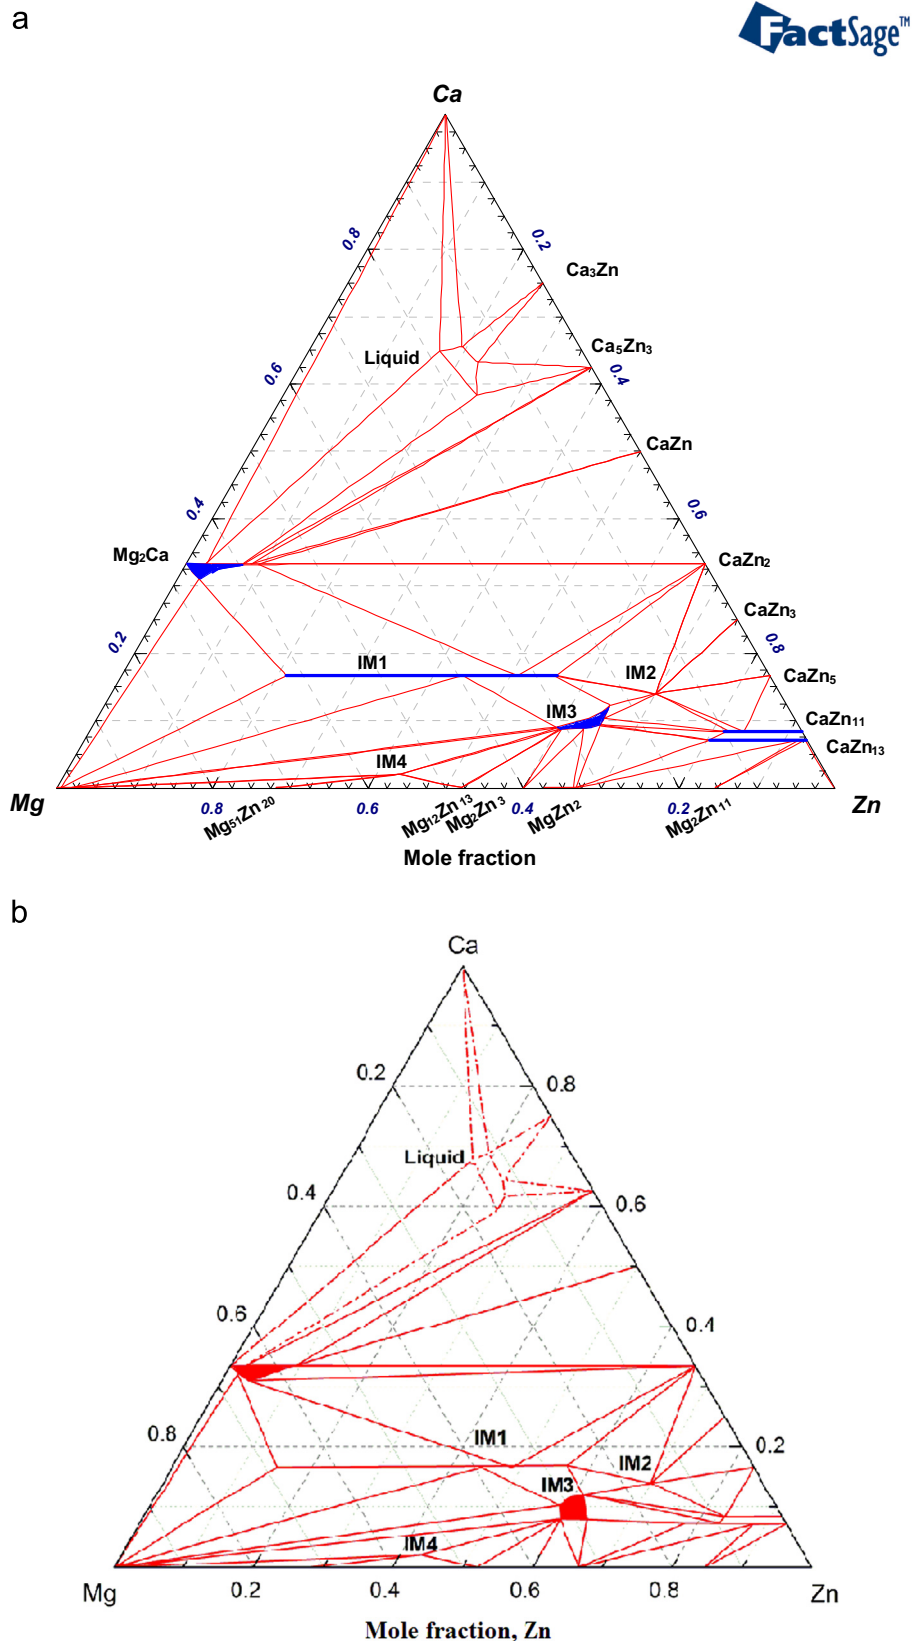 a
FactSage™
Ca
0.8
0.2
Ca₃Zn
Liquid
Ca₅Zn₃
0.6
0.4
CaZn
0.4
0.6
Mg₂Ca
CaZn₂
CaZn₃
0.2
0.8
IM1
IM2
CaZn₅
IM3
CaZn₁₁
CaZn₁₃
IM4
Mg
0.8
Mg₅₁Zn₂₀
0.6
Mg₁₂Zn₁₃
Mg₂Zn₃
0.4
MgZn₂
0.2
Mg₂Zn₁₁
Zn
Mole fraction
b
Ca
0.2
0.8
Liquid
0.4
0.6
0.6
0.4
0.8
IM1
0.2
IM2
IM3
IM4
Mg
0.2
0.4
0.6
0.8
Zn
Mole fraction, Zn